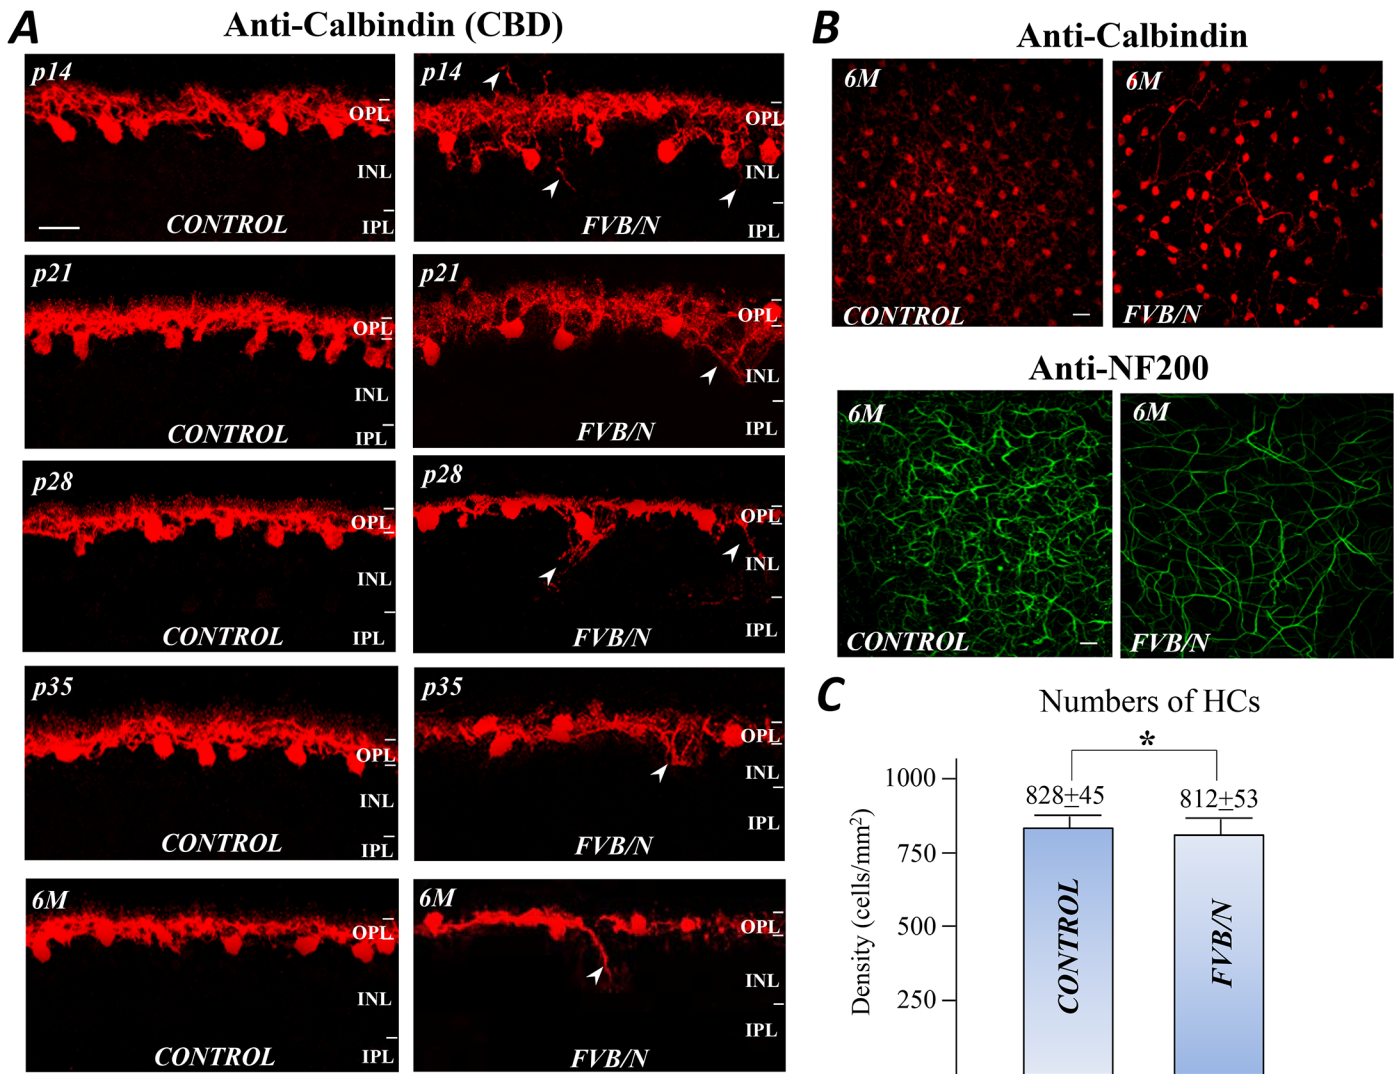 A
Anti-Calbindin (CBD)
p14
OPL
INL
CONTROL
IPL
p14
OPL
INL
FVB/N
IPL
p21
OPL
INL
CONTROL
IPL
p21
OPL
INL
FVB/N
IPL
p28
OPL
INL
CONTROL
IPL
p28
OPL
INL
FVB/N
IPL
p35
OPL
INL
CONTROL
IPL
p35
OPL
INL
IPL
FVB/N
6M
OPL
INL
CONTROL
IPL
6M
OPL
INL
IPL
FVB/N
B
Anti-Calbindin
6M
CONTROL
6M
FVB/N
Anti-NF200
6M
CONTROL
6M
FVB/N
C
Numbers of HCs
*
828±45
812±53
Density (cells/mm²)
1000
750
500
250
CONTROL
FVB/N